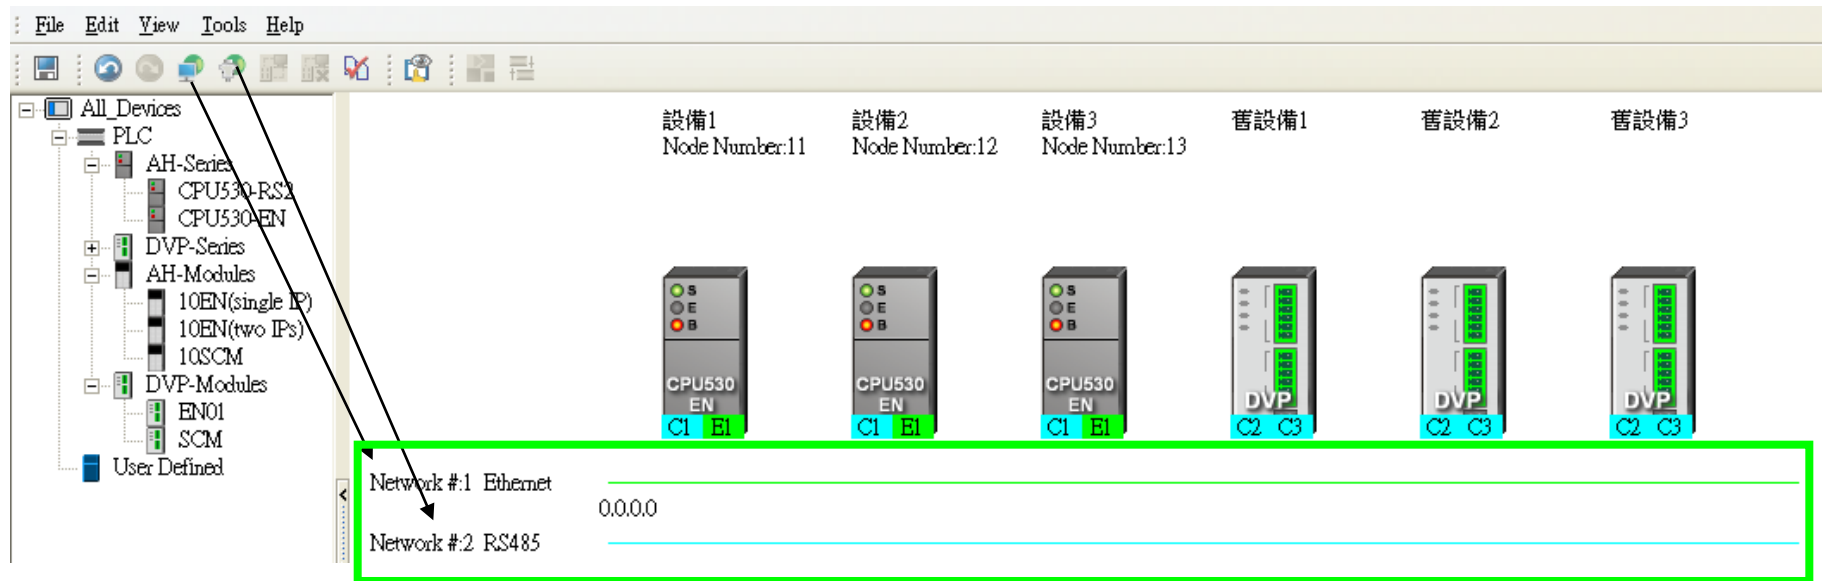 File Edit View Tools Help
All_Devices
PLC
AH-Series
CPU530-RS2
CPU530-EN
DVP-Series
AH-Modules
10EN(single IP)
10EN(two IPs)
10SCM
DVP-Modules
EN01
SCM
User Defined
設備1
Node Number:11
設備2
Node Number:12
設備3
Node Number:13
舊設備1
舊設備2
舊設備3
S
E
B
CPU530
EN
C1 E1
S
E
B
CPU530
EN
C1 E1
S
E
B
CPU530
EN
C1 E1
DVP
C2 C3
DVP
C2 C3
DVP
C2 C3
Network #:1 Ethernet
0.0.0.0
Network #:2 RS485